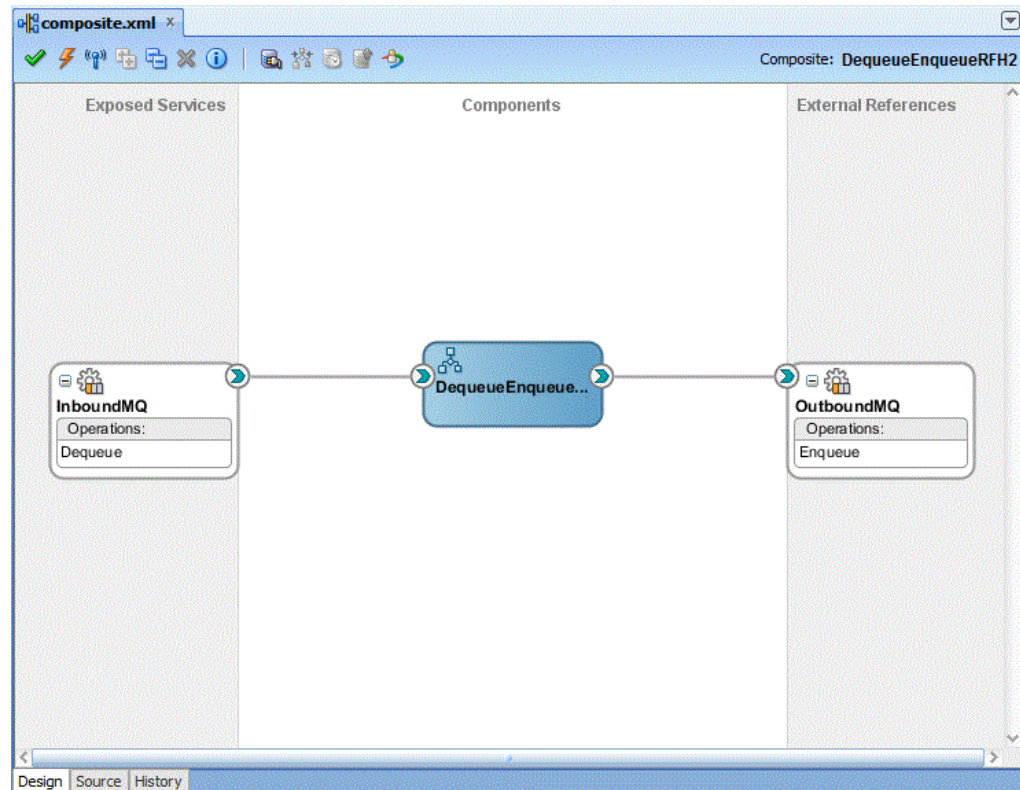 composite.xml
Composite: DequeueEnqueueRFH2
Exposed Services
Components
External References
InboundMQ
Operations:
Dequeue
DequeueEnqueue...
OutboundMQ
Operations:
Enqueue
Design Source History